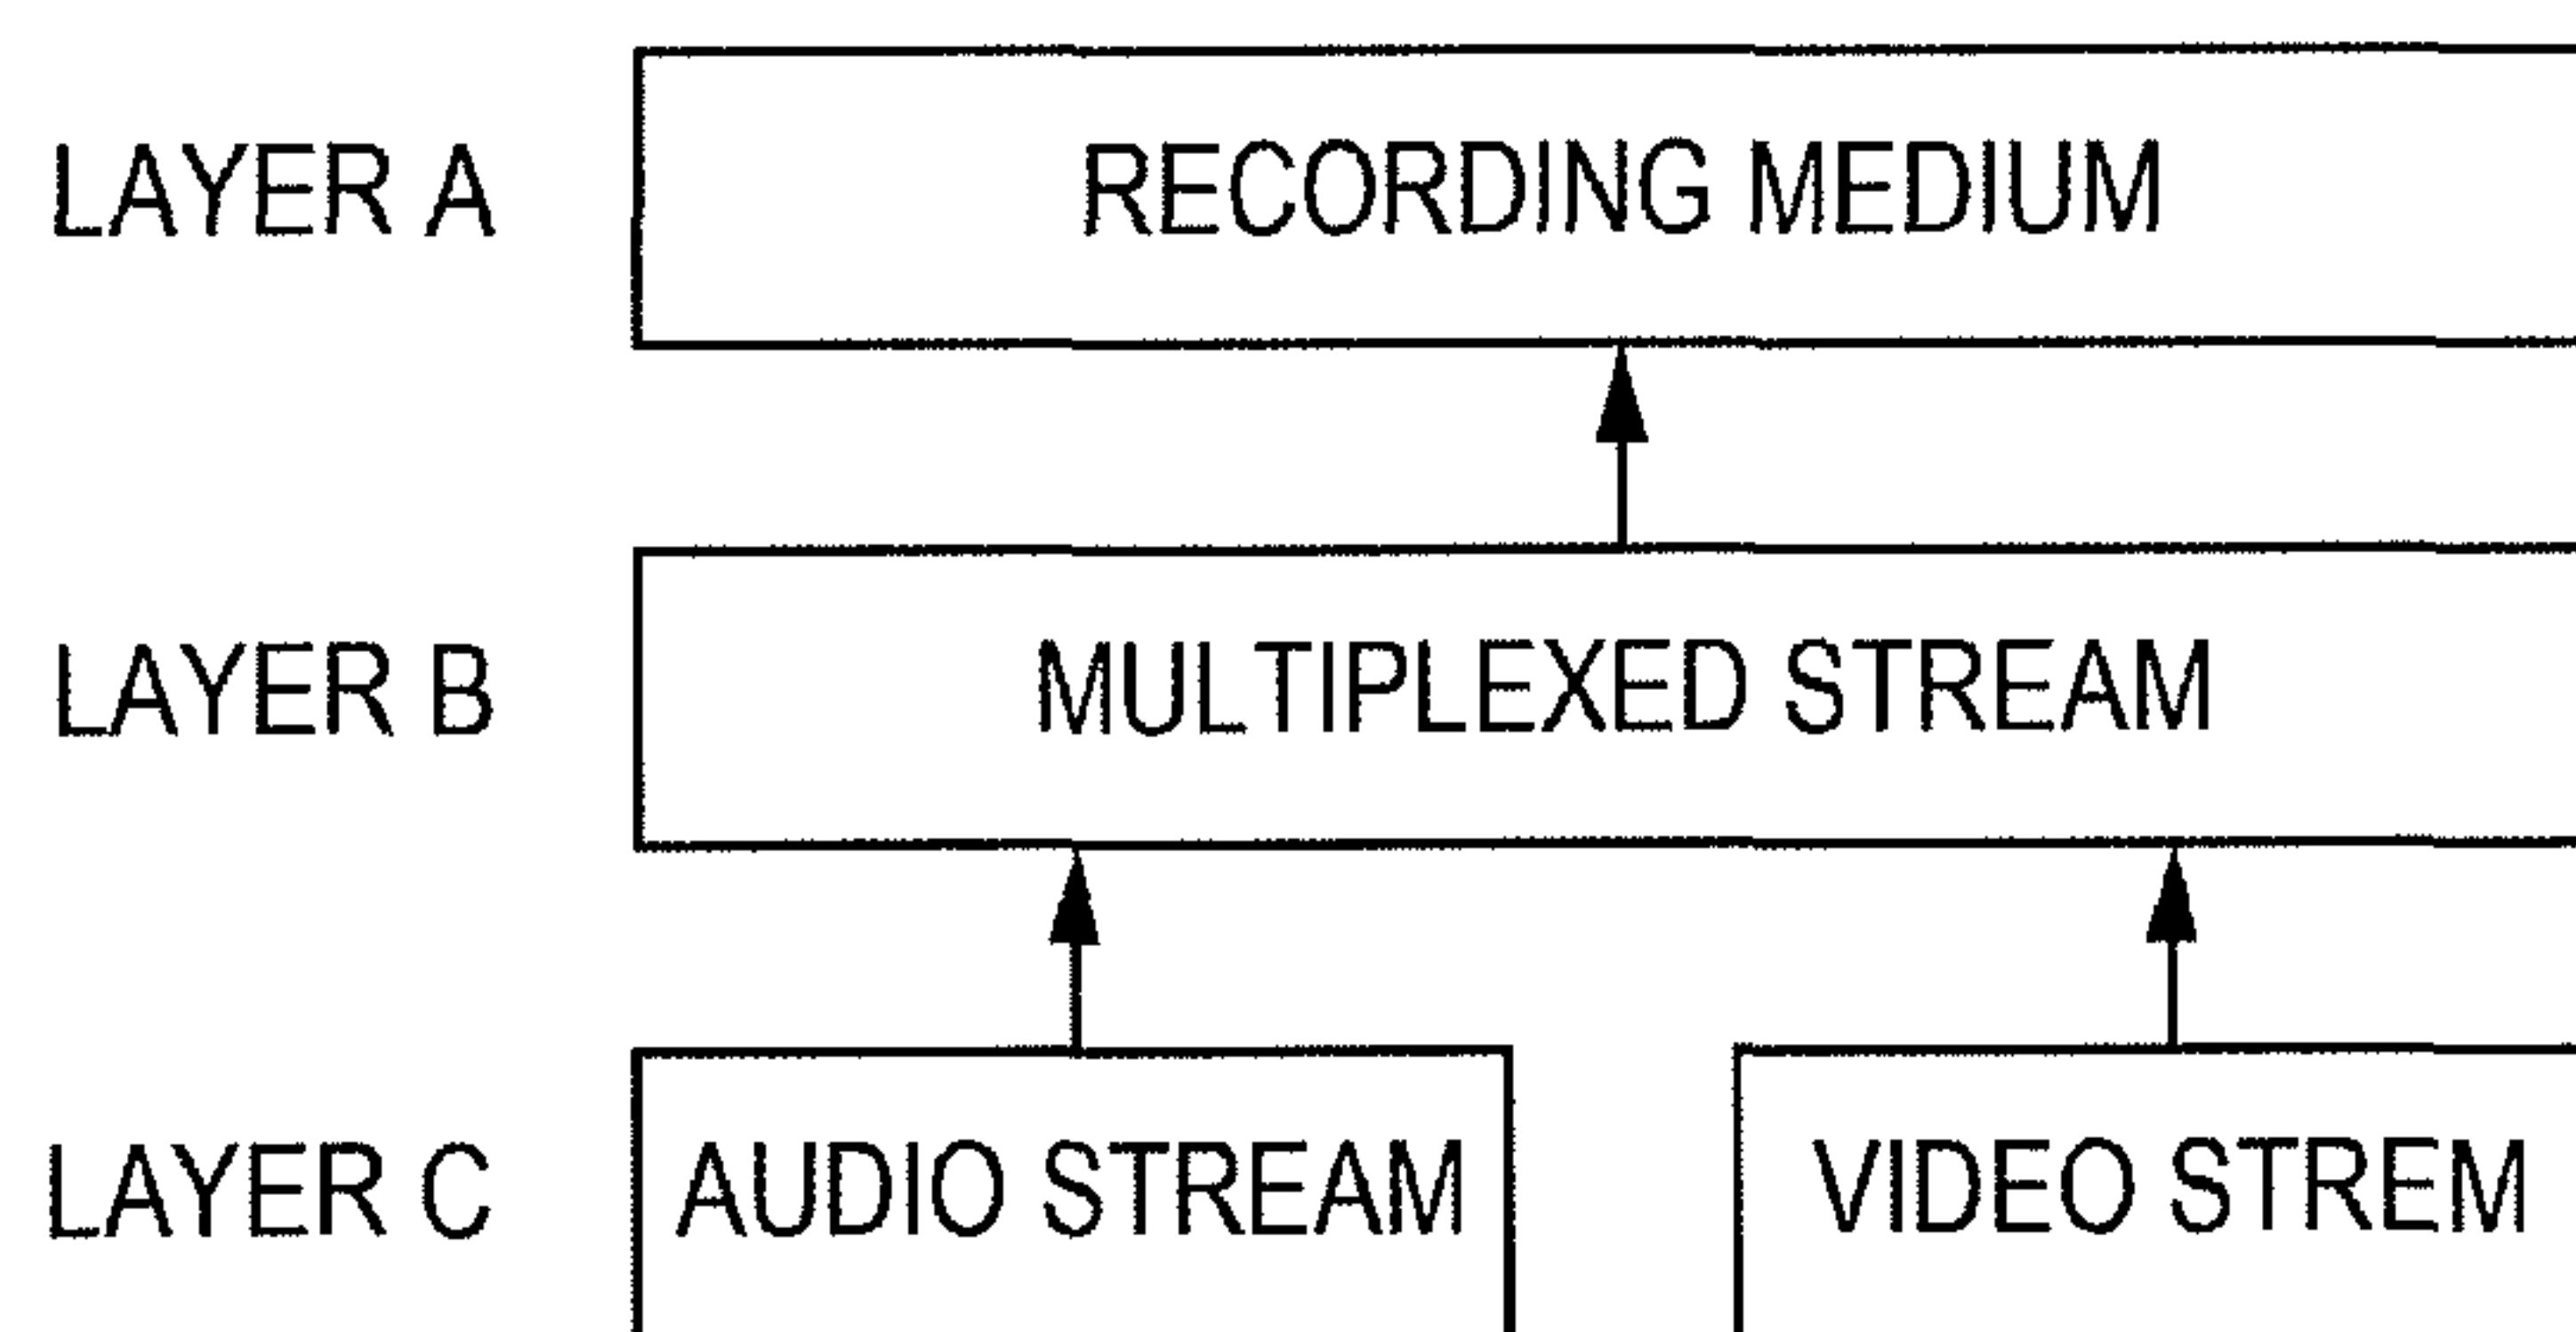 LAYER A
RECORDING MEDIUM
LAYER B
MULTIPLEXED STREAM
LAYER C
AUDIO STREAM
VIDEO STREM